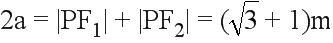 2a = |PF₁| + |PF₂| = (√3 + 1)m